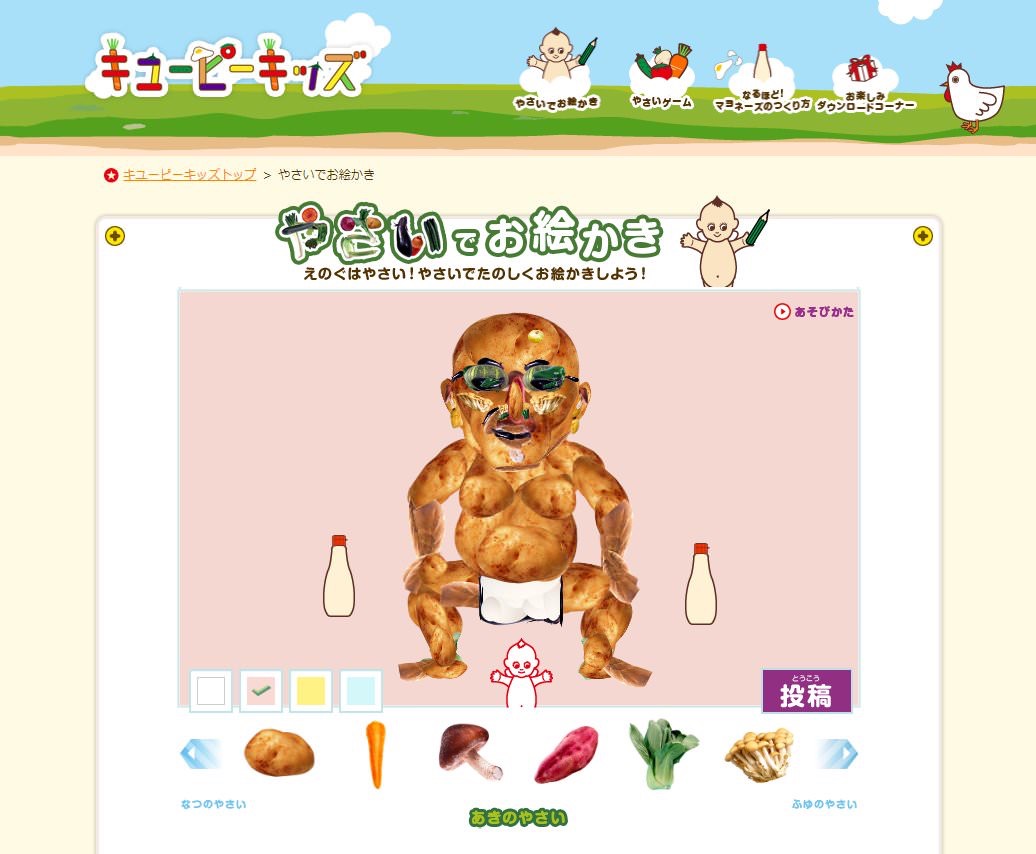 キユーピーキッズ
やさいでお絵かき
やさいゲーム
なるほど!
マヨネーズのつくり方
お楽しみ
ダウンロードコーナー
キユーピーキッズトップ > やさいでお絵かき
やさいでお絵かき
えのぐはやさい!やさいでたのしくお絵かきしよう!
あそびかた
とうこう
投稿
なつのやさい
ふゆのやさい
あきのやさい